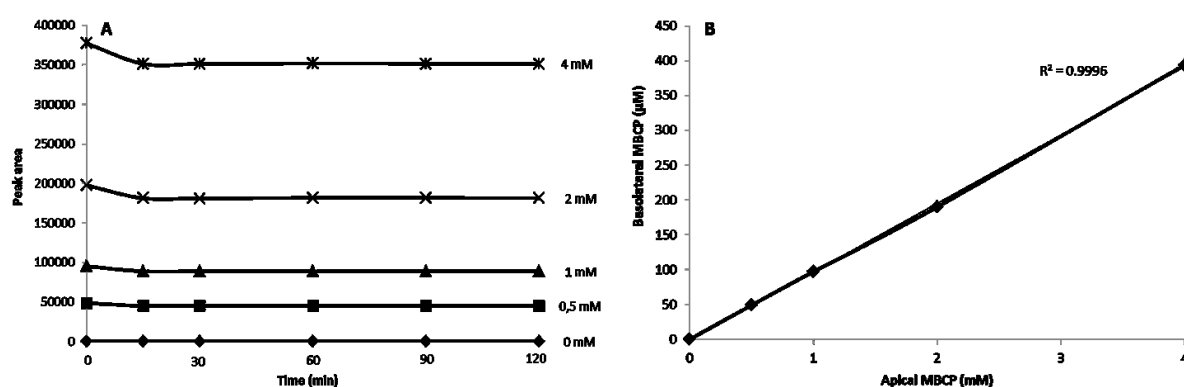 A
400000
350000
300000
250000
200000
150000
100000
50000
0
Peak area
0
30
60
90
120
Time (min)
4 mM
2 mM
1 mM
0,5 mM
0 mM
B
450
400
350
300
250
200
150
100
50
0
Basolateral MBCP (µM)
R² = 0.9996
0
1
2
3
4
Apical MBCP (mM)